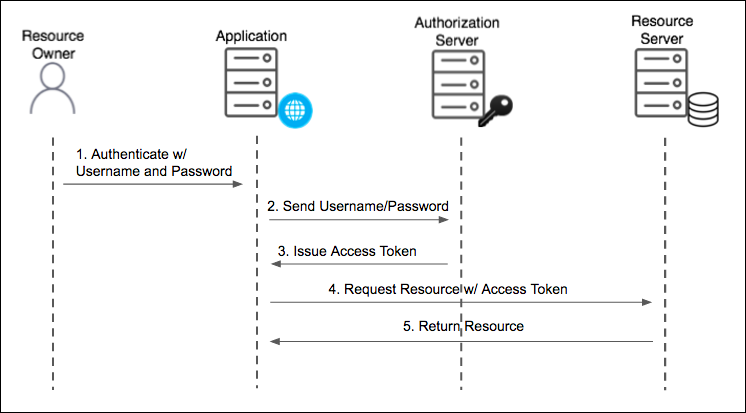 Resource
Owner
Application
Authorization
Server
Resource
Server
1. Authenticate w/
Username and Password
2. Send Username/Password
3. Issue Access Token
4. Request Resource w/ Access Token
5. Return Resource